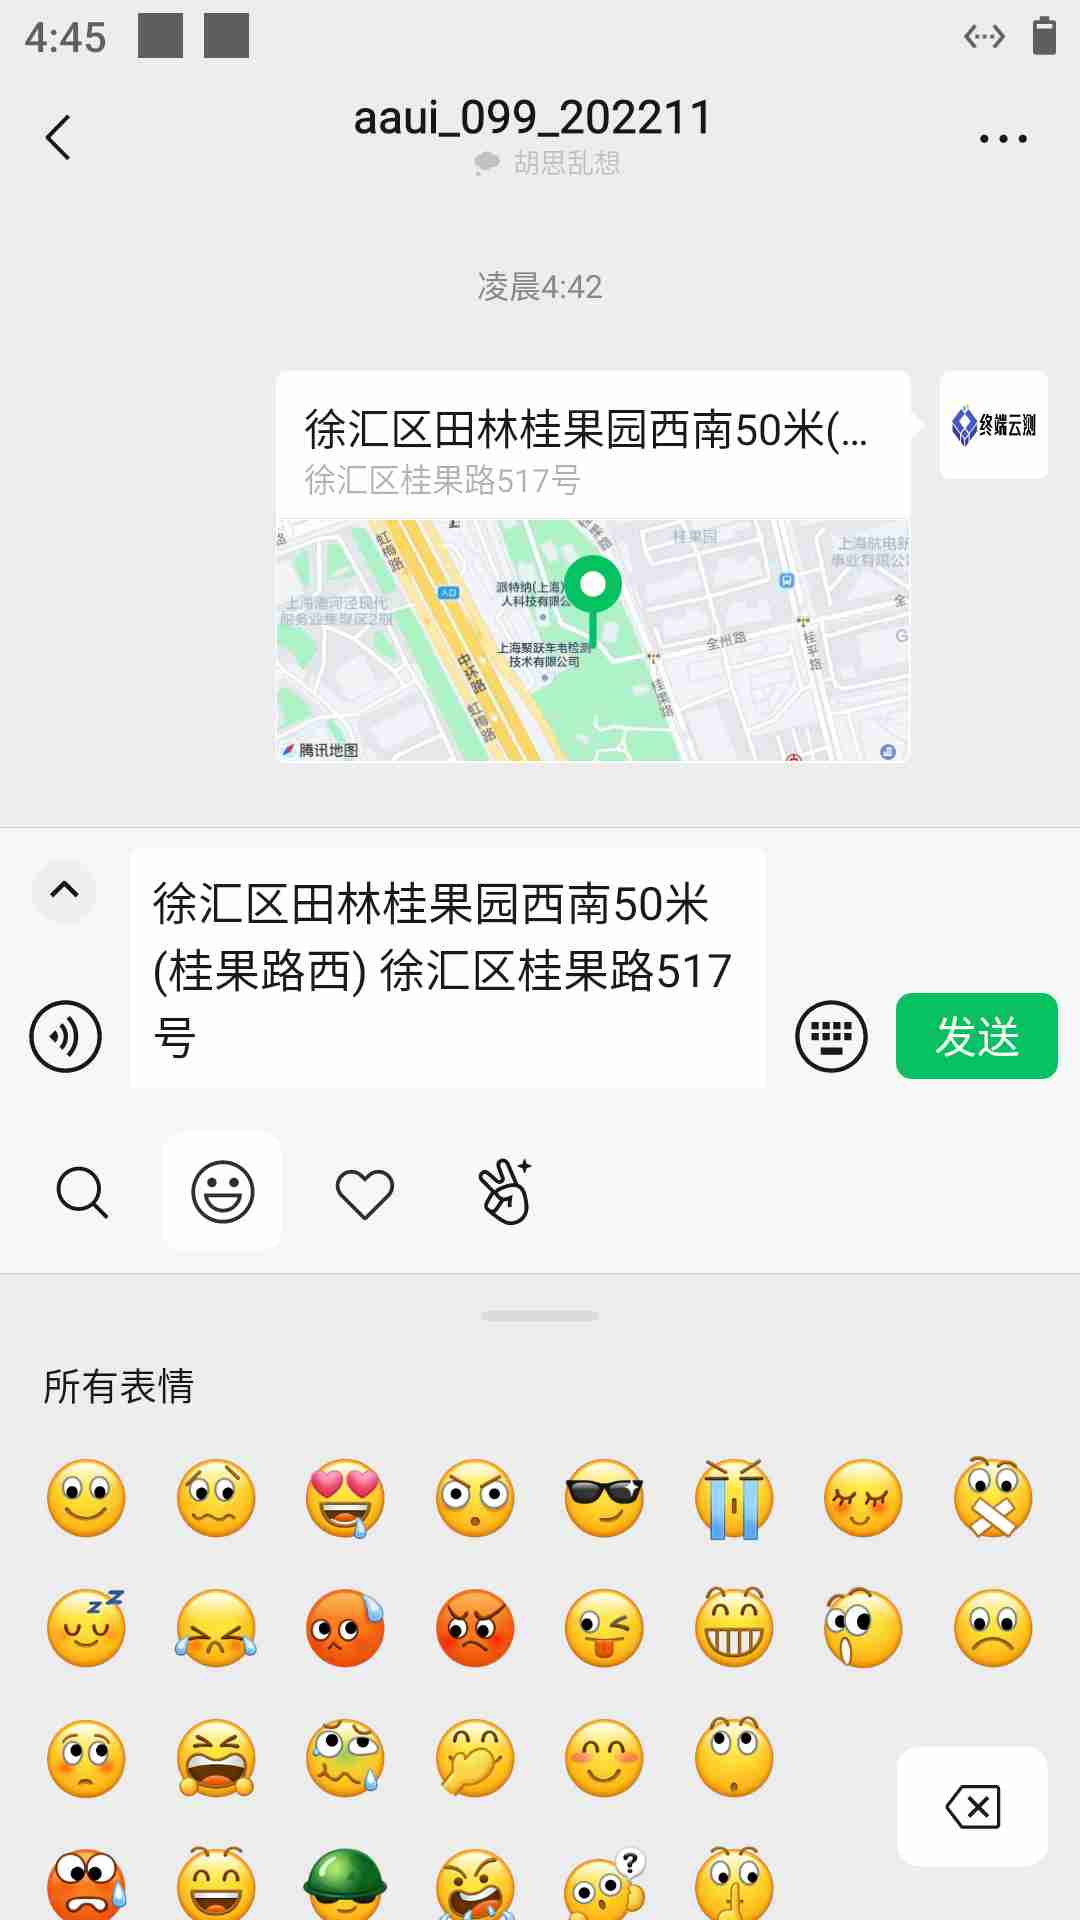 4:45
aaui_099_202211
胡思乱想
凌晨4:42
徐汇区田林桂果园西南50米(...
徐汇区桂果路517号
终端云测
虹梅路
桂果园
上海航电新
事业有限公
入口
派特纳(上海)
人科技有限公
上海漕河泾现代
服务业集聚区2期
全
上海聚跃车电检测
技术有限公司
全州路
桂平路
G
中环路
桂果路
虹梅路
腾讯地图
徐汇区田林桂果园西南50米
(桂果路西) 徐汇区桂果路517
号
发送
所有表情